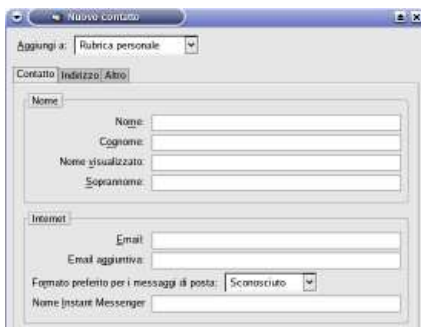 Nuovo contatto
Aggiungi a: Rubrica personale
Contatto Indirizzo Altro
Nome
Nome:
Cognome:
Nome visualizzato:
Soprannome:
Internet
Email:
Email aggiuntiva:
Formato preferito per i messaggi di posta: Sconosciuto
Nome Instant Messenger